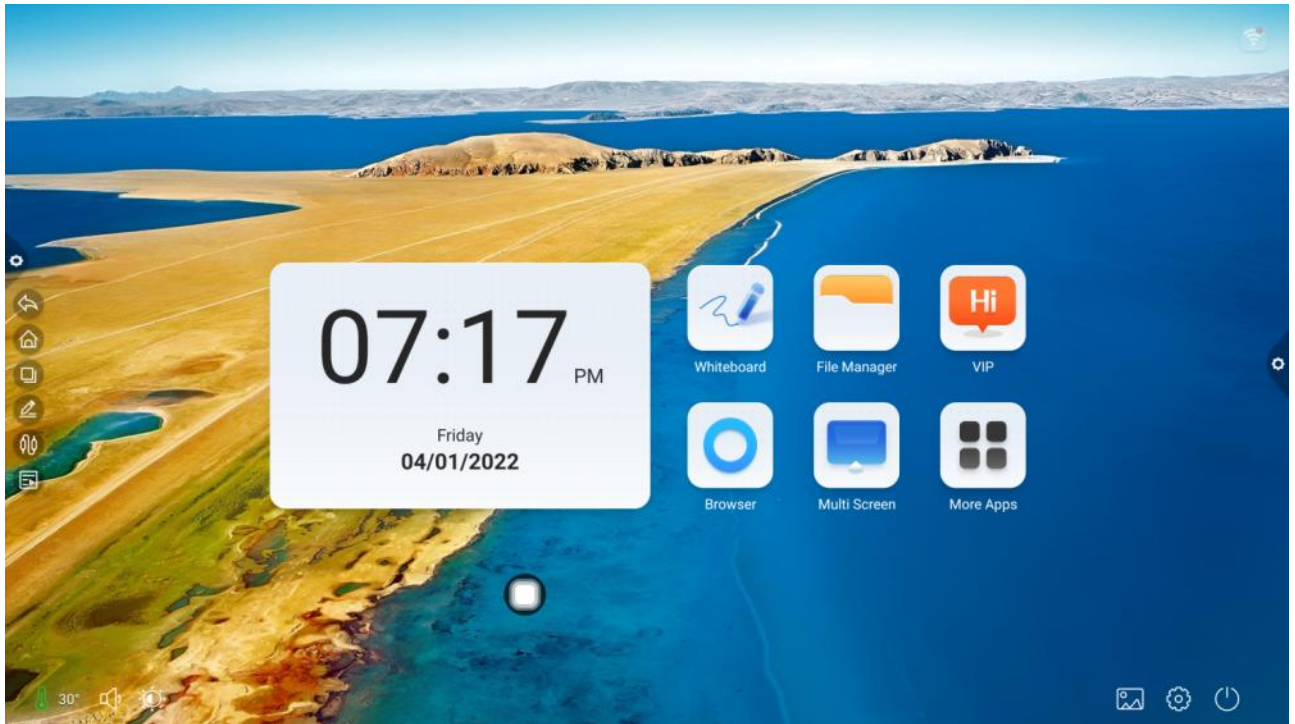 07:17 PM
Friday
04/01/2022
Whiteboard
File Manager
Hi
VIP
Browser
Multi Screen
More Apps
30°